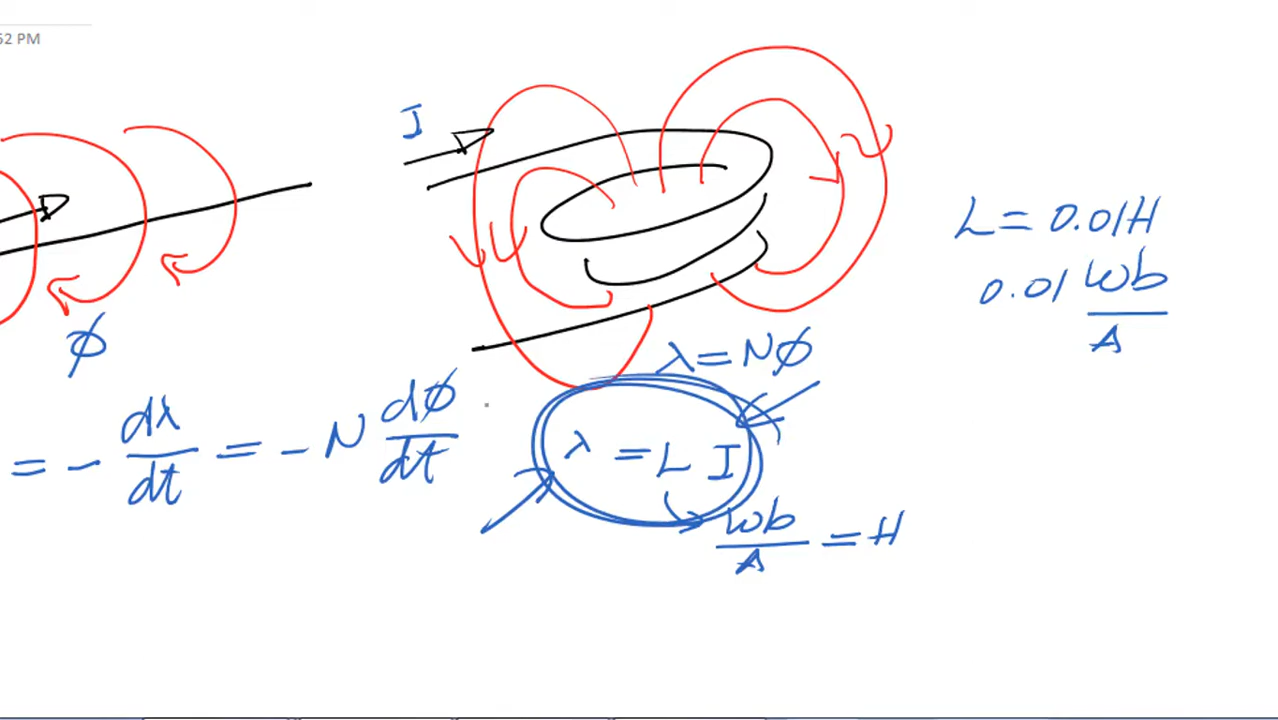 :52 PM
I
L = 0.01H
0.01 Wb/A
ϕ
λ = Nϕ
= - dλ/dt = - N dϕ/dt
λ = L I
Wb/A = H